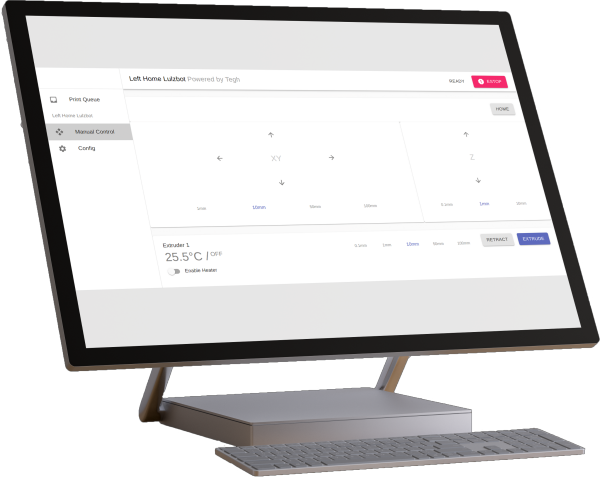 Left Home Lulzbot Powered by Tegh
READY
ESTOP
Print Queue
Left Home Lulzbot
Manual Control
Config
HOME
XY
Z
1mm 10mm 50mm 100mm
0.1mm 1mm 10mm
Extruder 1
25.5°C / OFF
Enable Heater
0.1mm 1mm 10mm 50mm 100mm
RETRACT
EXTRUDE